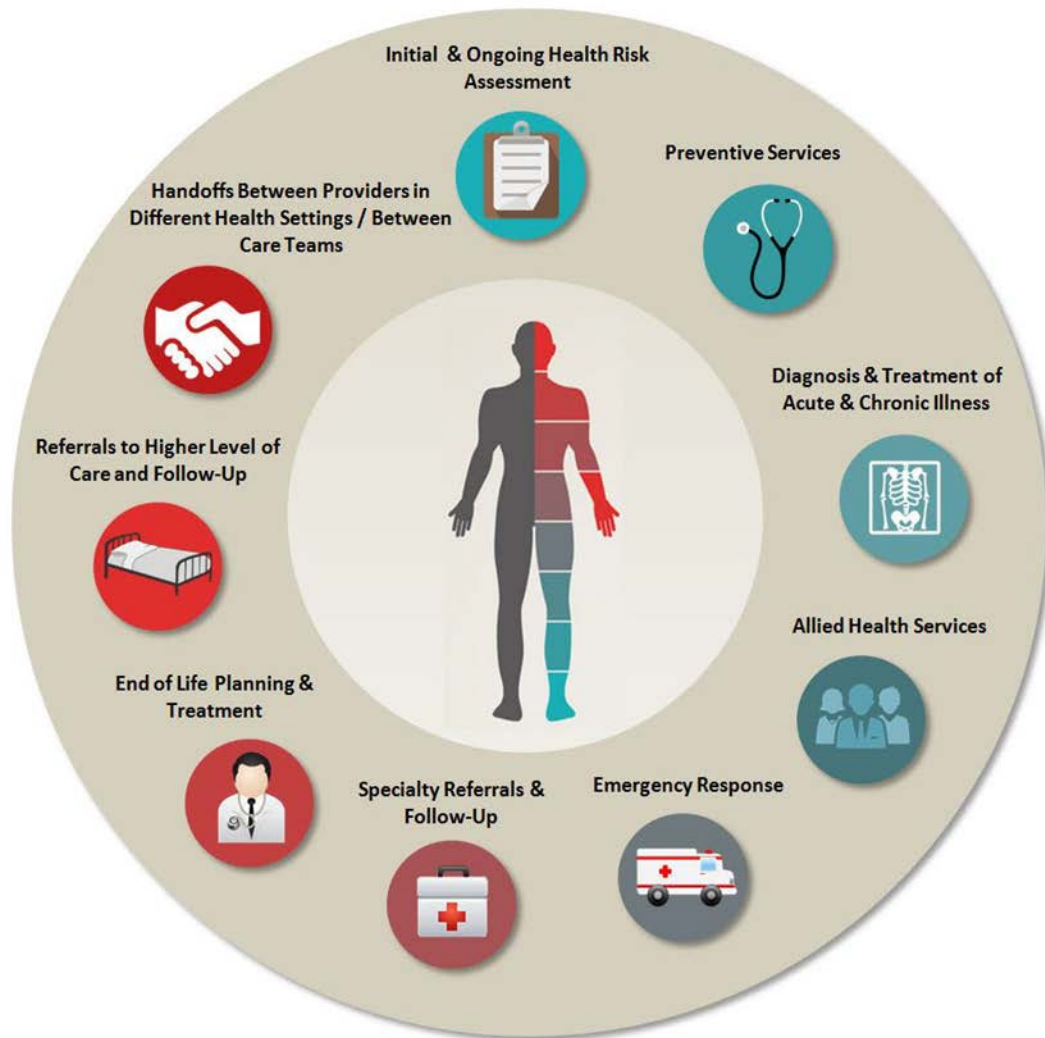 Initial & Ongoing Health Risk
Assessment
Preventive Services
Handoffs Between Providers in
Different Health Settings / Between
Care Teams
Diagnosis & Treatment of
Acute & Chronic Illness
Referrals to Higher Level of
Care and Follow-Up
Allied Health Services
End of Life Planning &
Treatment
Specialty Referrals &
Follow-Up
Emergency Response